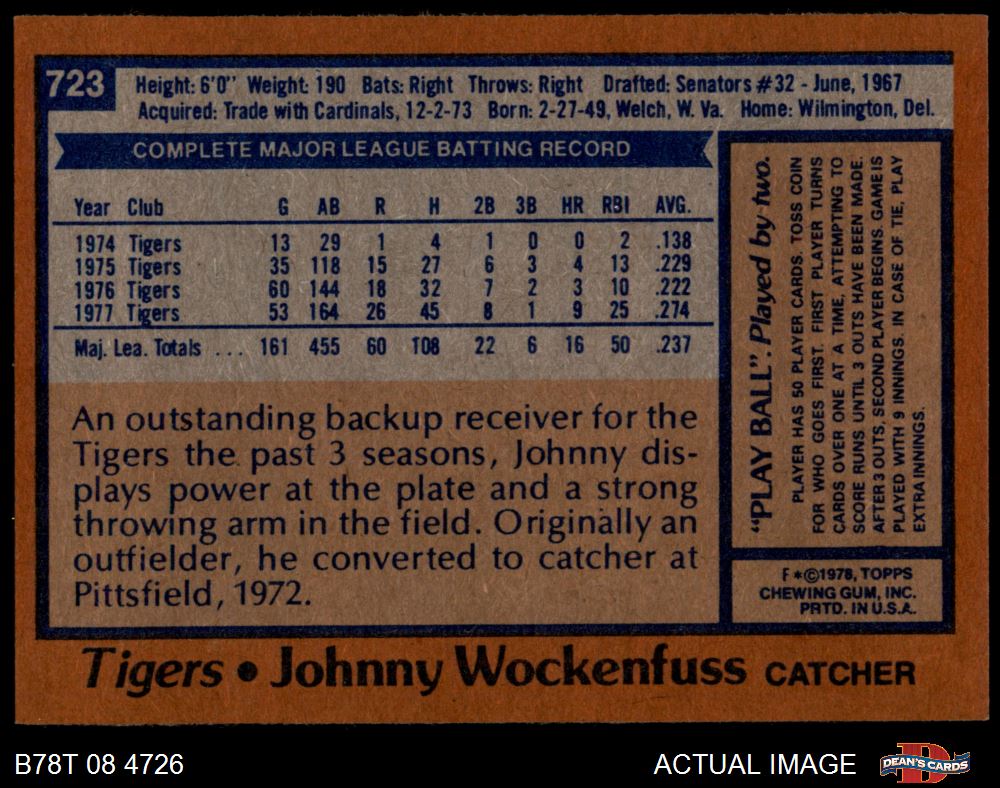 723
Height: 6'0" Weight: 190 Bats: Right Throws: Right Drafted: Senators #32 - June, 1967
Acquired: Trade with Cardinals, 12-2-73 Born: 2-27-49, Welch, W. Va. Home: Wilmington, Del.
COMPLETE MAJOR LEAGUE BATTING RECORD
Year Club G AB R H 2B 3B HR RBI AVG.
1974 Tigers 13 29 1 4 1 0 0 2 .138
1975 Tigers 35 118 15 27 6 3 4 13 .229
1976 Tigers 60 144 18 32 7 2 3 10 .222
1977 Tigers 53 164 26 45 8 1 9 25 .274
Maj. Lea. Totals ... 161 455 60 108 22 6 16 50 .237
An outstanding backup receiver for the
Tigers the past 3 seasons, Johnny dis-
plays power at the plate and a strong
throwing arm in the field. Originally an
outfielder, he converted to catcher at
Pittsfield, 1972.
"PLAY BALL". Played by two.
PLAYER HAS 50 PLAYER CARDS. TOSS COIN
FOR WHO GOES FIRST. FIRST PLAYER TURNS
CARDS OVER ONE AT A TIME, ATTEMPTING TO
SCORE RUNS UNTIL 3 OUTS HAVE BEEN MADE.
AFTER 3 OUTS, SECOND PLAYER BEGINS. GAME IS
PLAYED WITH 9 INNINGS. IN CASE OF TIE, PLAY
EXTRA INNINGS.
F*©1978, TOPPS
CHEWING GUM, INC.
PRTD. IN U.S.A.
Tigers • Johnny Wockenfuss CATCHER
B78T 08 4726
ACTUAL IMAGE
DEAN'S CARDS